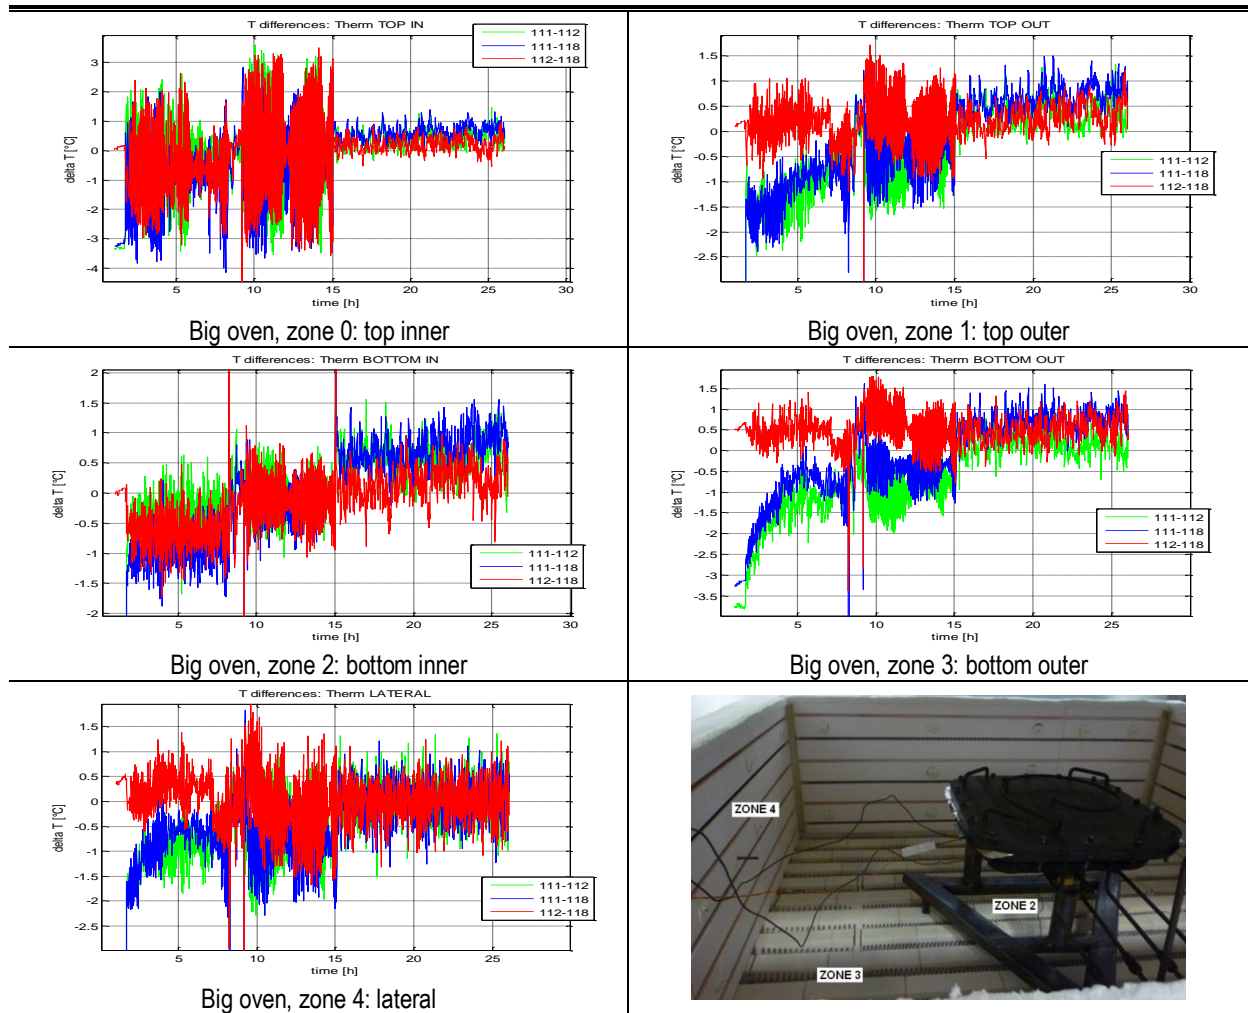 T differences: Therm TOP IN
111-112
111-118
112-118
3
2
1
0
-1
-2
-3
-4
delta T [°C]
5 10 15 20 25 30
time [h]
Big oven, zone 0: top inner
T differences: Therm TOP OUT
1.5
1
0.5
0
-0.5
-1
-1.5
-2
-2.5
delta T [°C]
111-112
111-118
112-118
5 10 15 20 25
time [h]
Big oven, zone 1: top outer
T differences: Therm BOTTOM IN
2
1.5
1
0.5
0
-0.5
-1
-1.5
-2
delta T [°C]
111-112
111-118
112-118
5 10 15 20 25 30
time [h]
Big oven, zone 2: bottom inner
T differences: Therm BOTTOM OUT
1.5
1
0.5
0
-0.5
-1
-1.5
-2
-2.5
-3
-3.5
delta T [°C]
111-112
111-118
112-118
5 10 15 20 25
time [h]
Big oven, zone 3: bottom outer
T differences: Therm LATERAL
1.5
1
0.5
0
-0.5
-1
-1.5
-2
-2.5
delta T [°C]
111-112
111-118
112-118
5 10 15 20 25
time [h]
Big oven, zone 4: lateral
ZONE 4
ZONE 2
ZONE 3